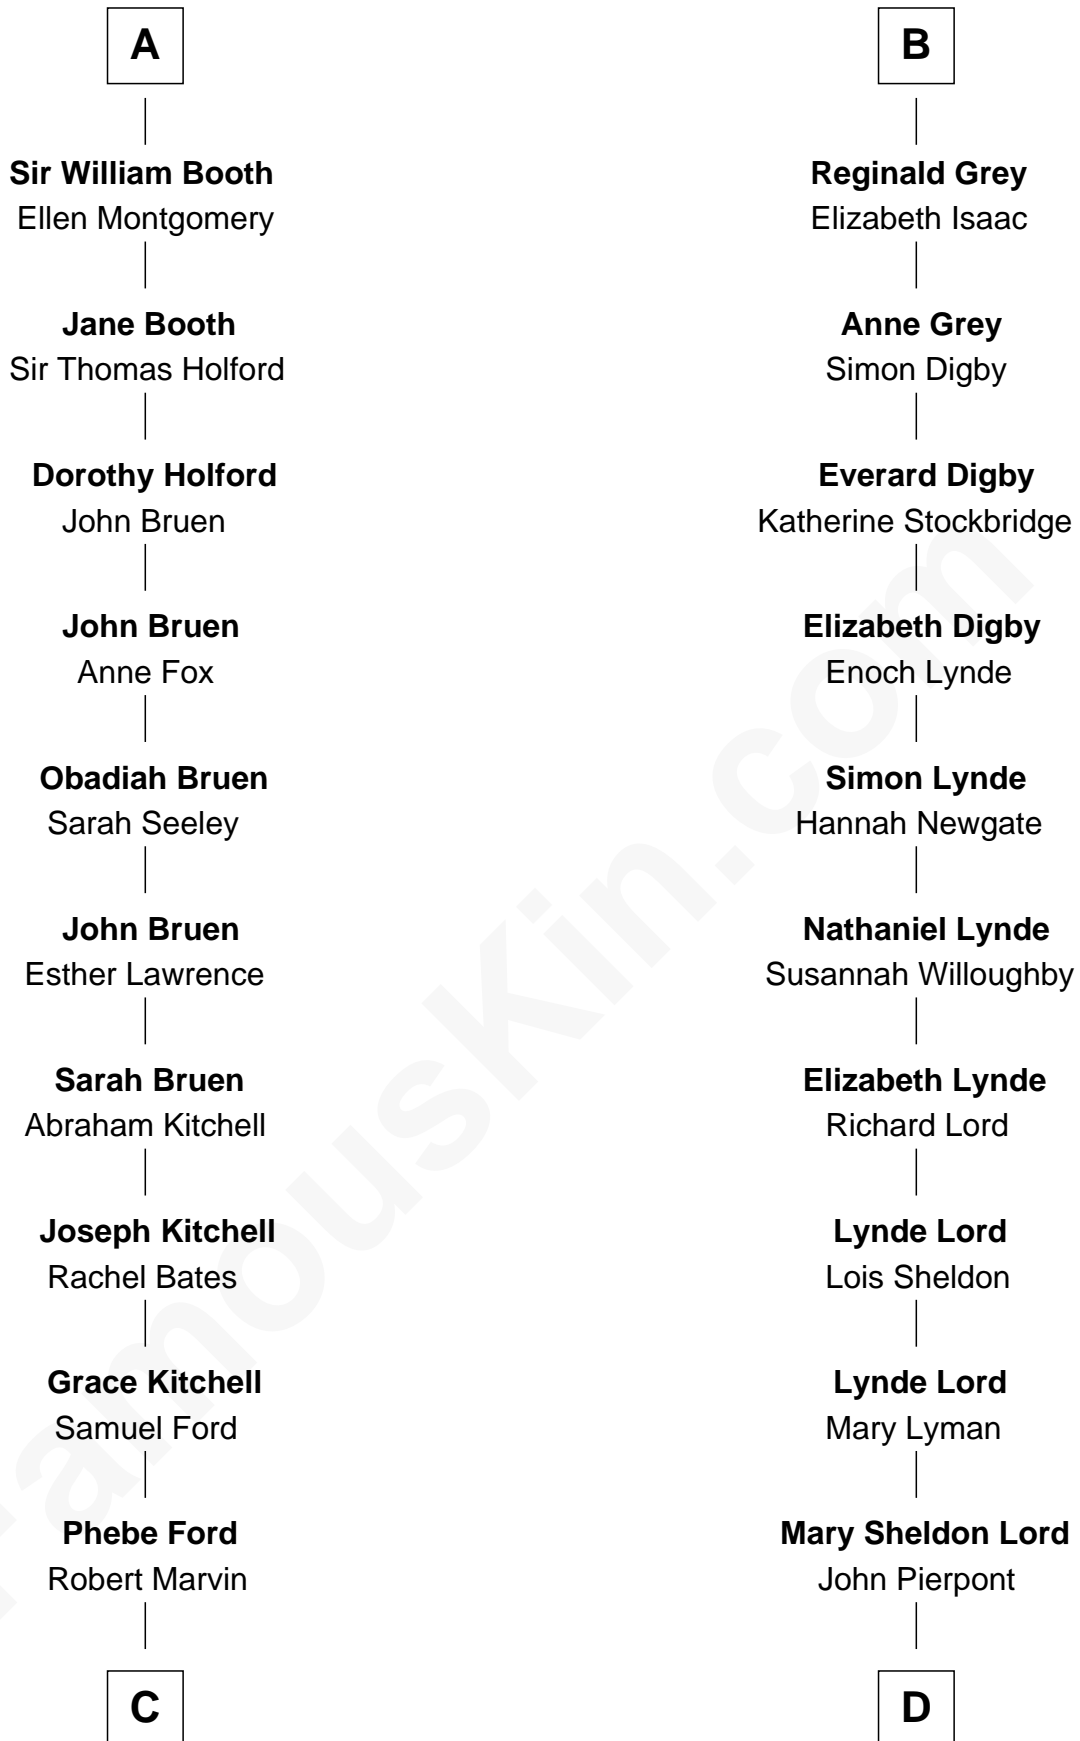 A
Sir William Booth
Ellen Montgomery
Jane Booth
Sir Thomas Holford
Dorothy Holford
John Bruen
John Bruen
Anne Fox
Obadiah Bruen
Sarah Seeley
John Bruen
Esther Lawrence
Sarah Bruen
Abraham Kitchell
Joseph Kitchell
Rachel Bates
Grace Kitchell
Samuel Ford
Phebe Ford
Robert Marvin
C
B
Reginald Grey
Elizabeth Isaac
Anne Grey
Simon Digby
Everard Digby
Katherine Stockbridge
Elizabeth Digby
Enoch Lynde
Simon Lynde
Hannah Newgate
Nathaniel Lynde
Susannah Willoughby
Elizabeth Lynde
Richard Lord
Lynde Lord
Lois Sheldon
Lynde Lord
Mary Lyman
Mary Sheldon Lord
John Pierpont
D
FamousKin.com